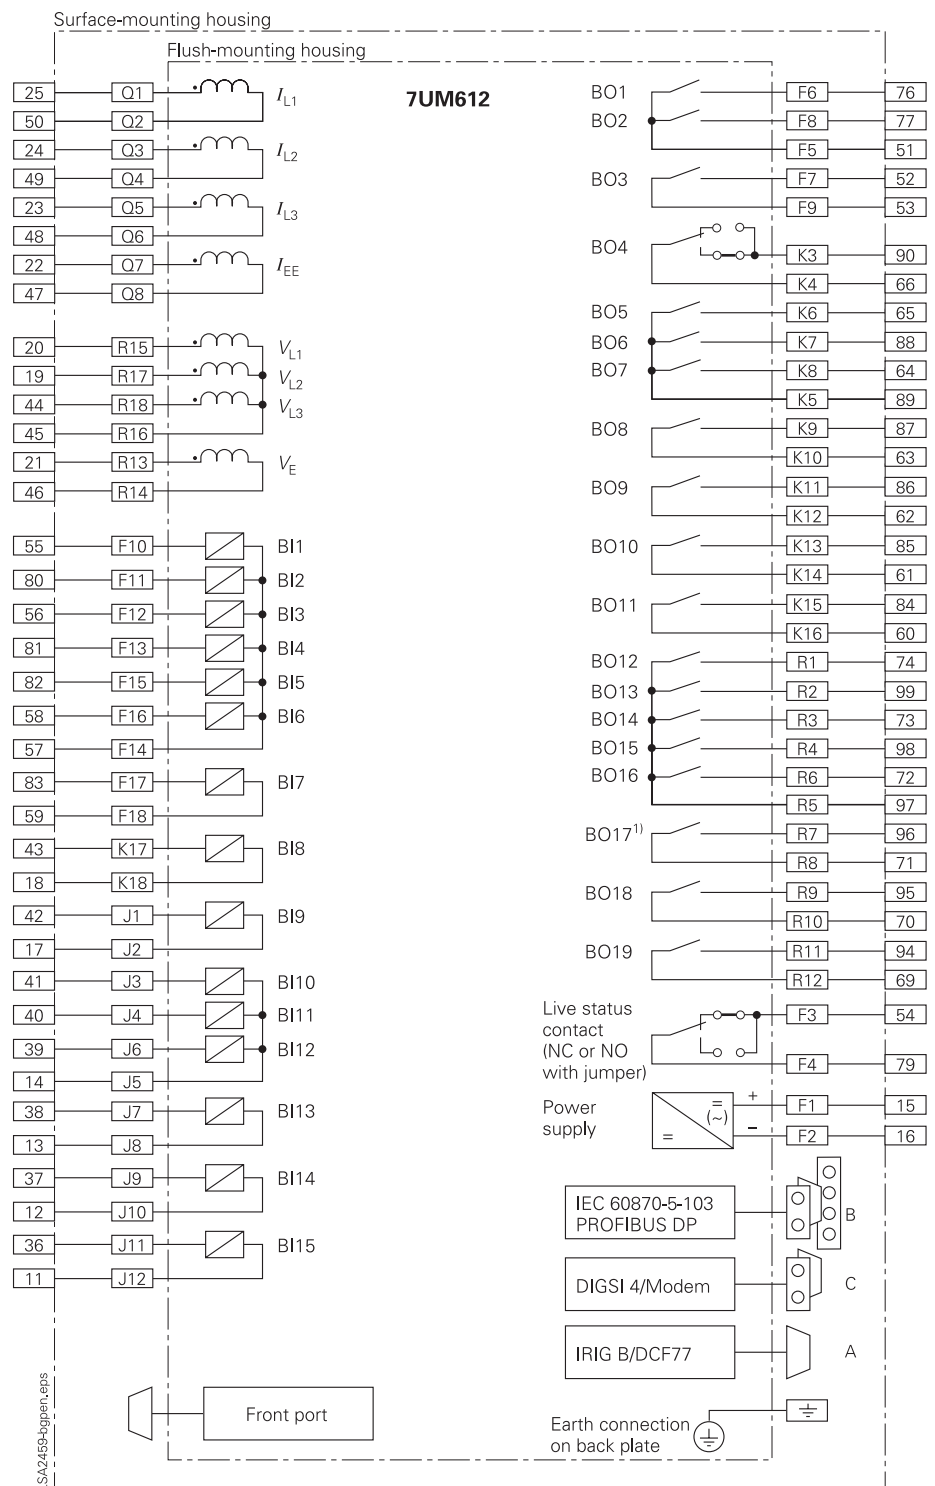 Surface-mounting housing
Flush-mounting housing
7UM612
25 Q1 I L1
50 Q2
24 Q3 I L2
49 Q4
23 Q5 I L3
48 Q6
22 Q7 I EE
47 Q8
20 R15 V L1
19 R17 V L2
44 R18 V L3
45 R16
21 R13 V E
46 R14
55 F10 BI1
80 F11 BI2
56 F12 BI3
81 F13 BI4
82 F15 BI5
58 F16 BI6
57 F14
83 F17 BI7
59 F18
43 K17 BI8
18 K18
42 J1 BI9
17 J2
41 J3 BI10
40 J4 BI11
39 J6 BI12
14 J5
38 J7 BI13
13 J8
37 J9 BI14
12 J10
36 J11 BI15
11 J12
BO1 F6 76
BO2 F8 77
F5 51
BO3 F7 52
F9 53
BO4 K3 90
K4 66
BO5 K6 65
BO6 K7 88
BO7 K8 64
K5 89
BO8 K9 87
K10 63
BO9 K11 86
K12 62
BO10 K13 85
K14 61
BO11 K15 84
K16 60
BO12 R1 74
BO13 R2 99
BO14 R3 73
BO15 R4 98
BO16 R6 72
R5 97
BO17 1) R7 96
R8 71
BO18 R9 95
R10 70
BO19 R11 94
R12 69
Live status
contact
(NC or NO
with jumper)
F3 54
F4 79
Power
supply
= (~) =
+ F1 15
− F2 16
IEC 60870-5-103
PROFIBUS DP
B
DIGSI 4/Modem
C
IRIG B/DCF77
A
Front port
Earth connection
on back plate
LSA2459-bgpen.eps